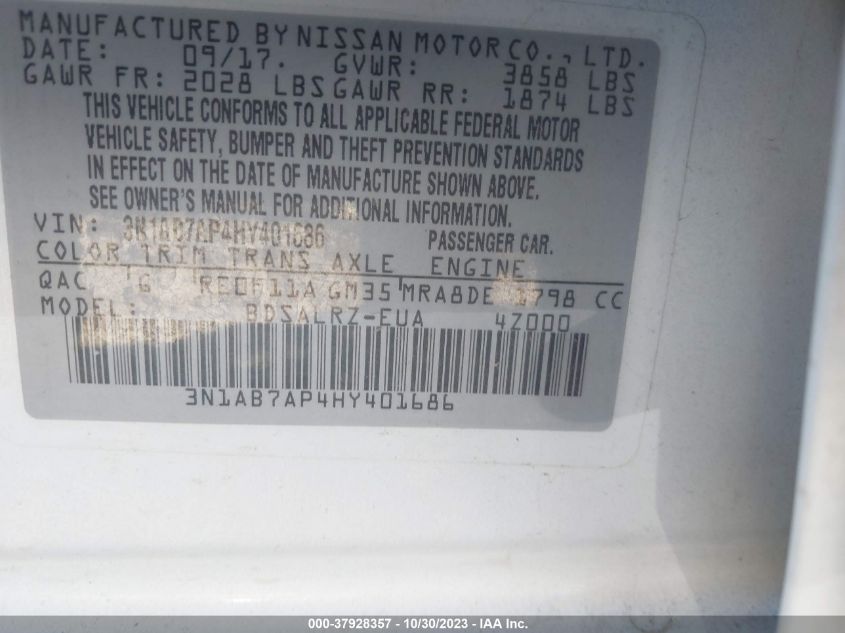 MANUFACTURED BY NISSAN MOTOR CO., LTD.
DATE: 09/17. GVWR: 3858 LBS
GAWR FR: 2028 LBS GAWR RR: 1874 LBS
THIS VEHICLE CONFORMS TO ALL APPLICABLE FEDERAL MOTOR
VEHICLE SAFETY, BUMPER AND THEFT PREVENTION STANDARDS
IN EFFECT ON THE DATE OF MANUFACTURE SHOWN ABOVE.
SEE OWNER'S MANUAL FOR ADDITIONAL INFORMATION.
VIN: 3N1AB7AP4HY401686 PASSENGER CAR.
COLOR TRIM TRANS AXLE ENGINE
QAC G RE0F11A GM35 MRA8DE 1798 CC
MODEL: BDSALRZ-EUA 4Z000
3N1AB7AP4HY401686
000-37928357 - 10/30/2023 - IAA Inc.